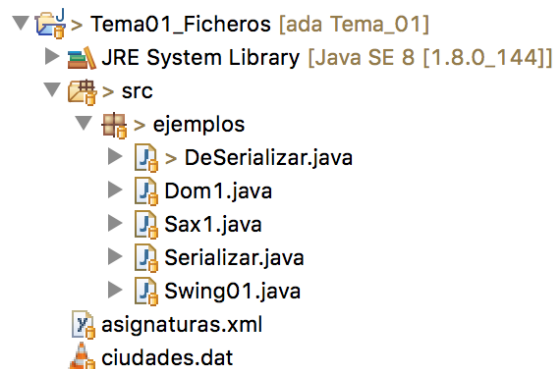 > Tema01_Ficheros [ada Tema_01]
JRE System Library [Java SE 8 [1.8.0_144]]
> src
> ejemplos
> DeSerializar.java
Dom1.java
Sax1.java
Serializar.java
Swing01.java
asignaturas.xml
ciudades.dat